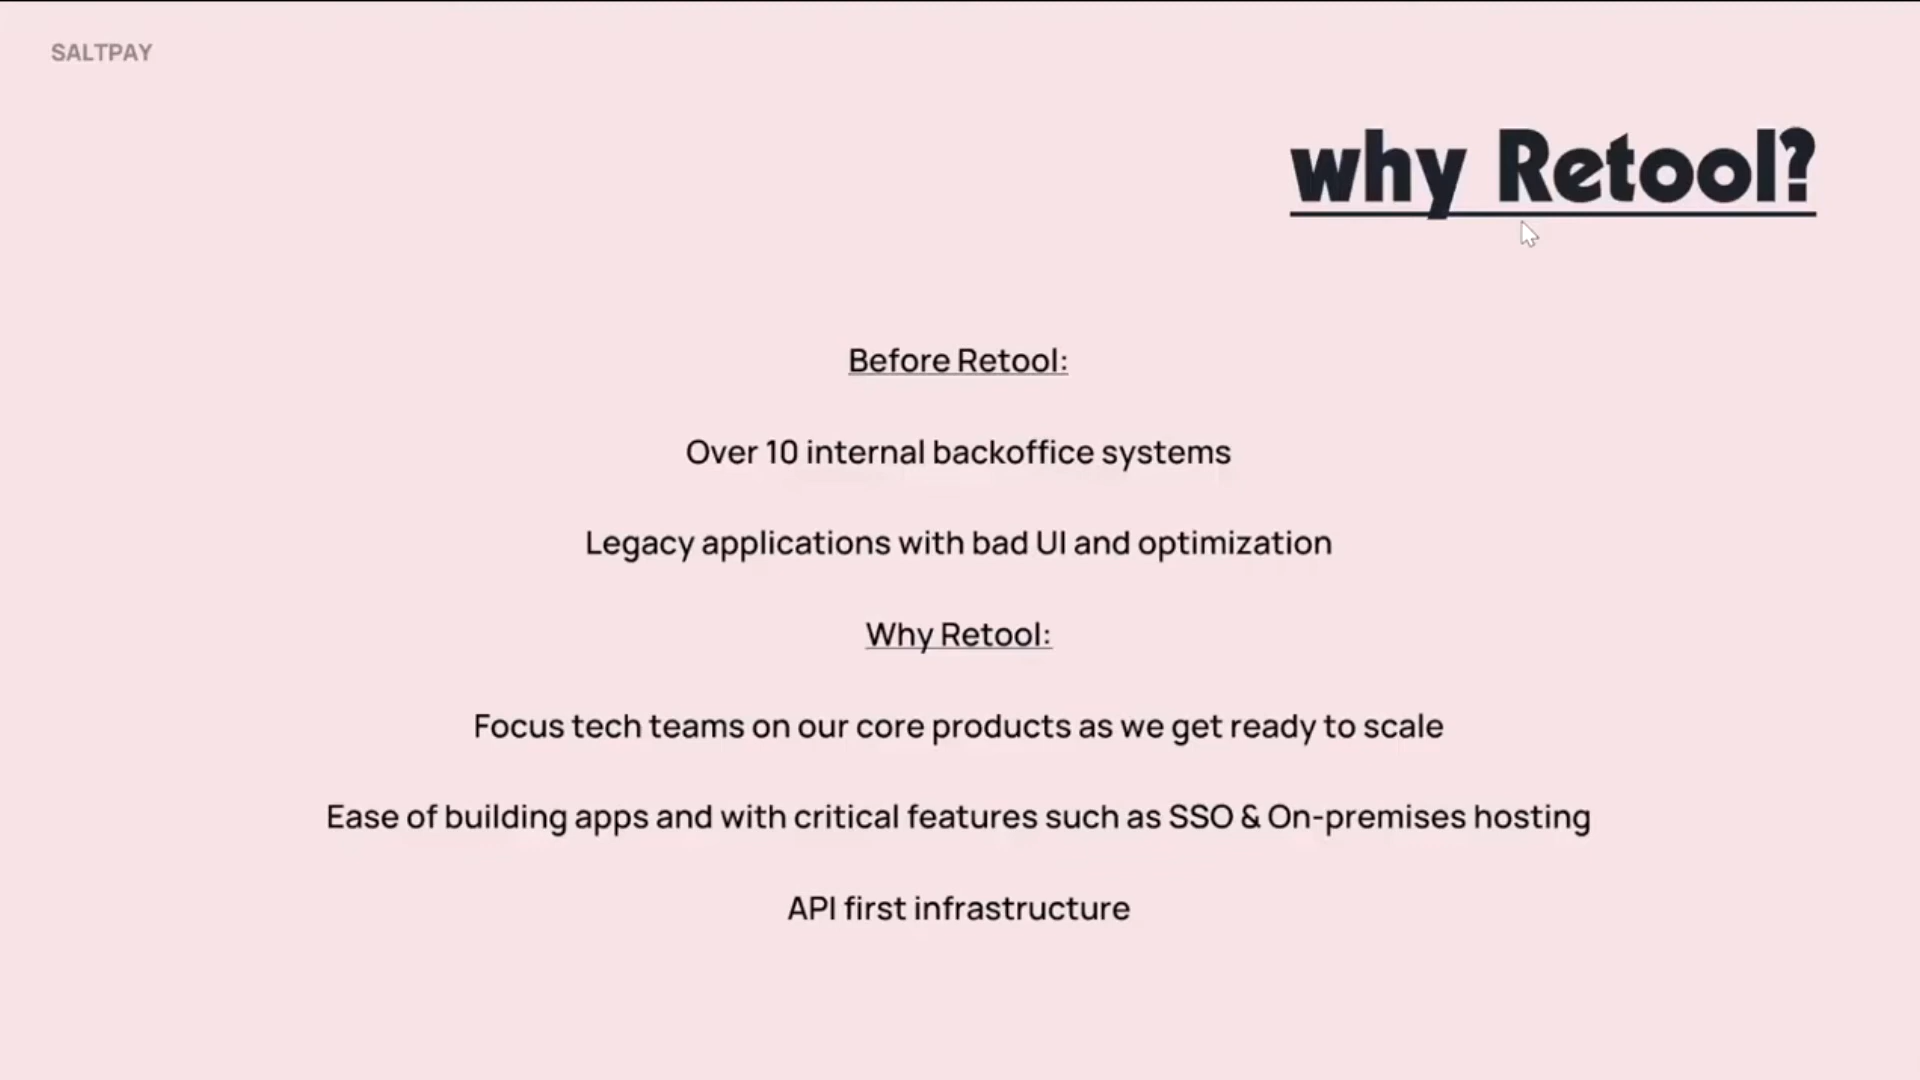 SALTPAY
why Retool?
Before Retool:
Over 10 internal backoffice systems
Legacy applications with bad UI and optimization
Why Retool:
Focus tech teams on our core products as we get ready to scale
Ease of building apps and with critical features such as SSO & On-premises hosting
API first infrastructure